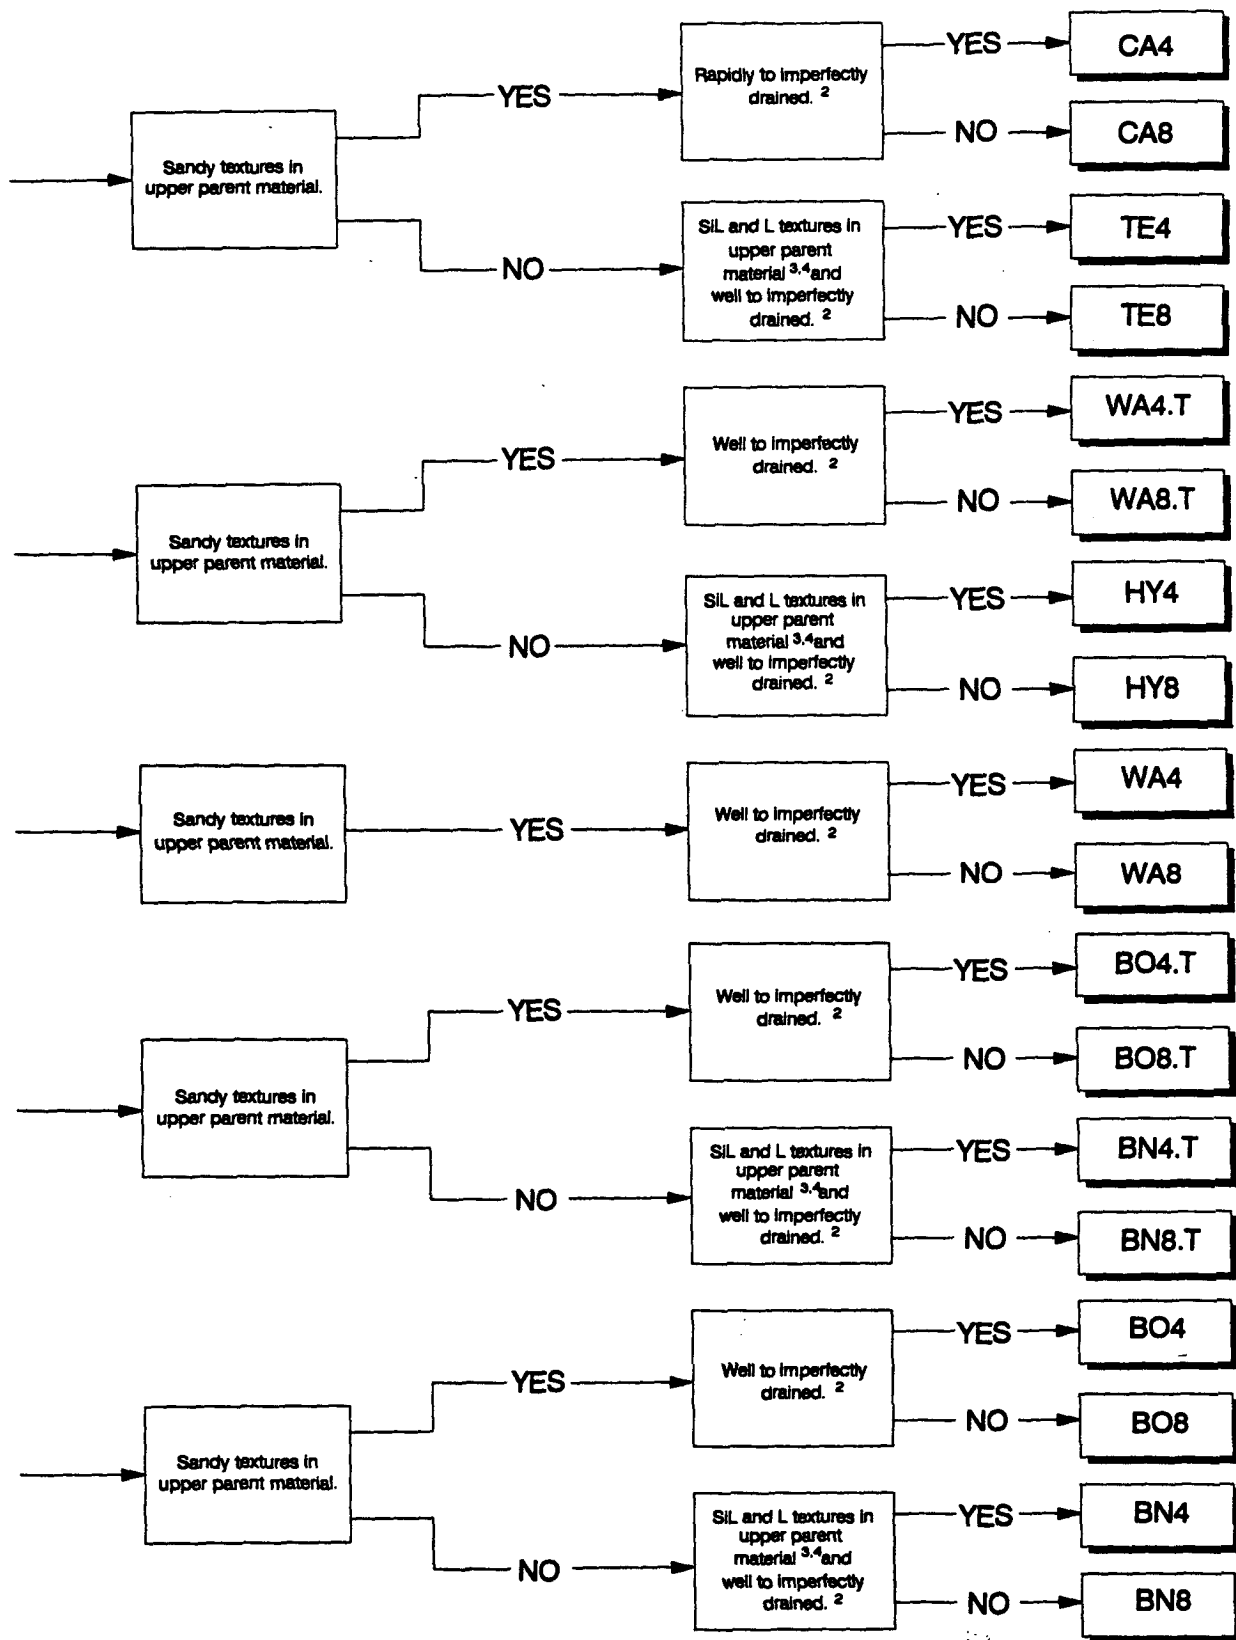 Sandy textures in
upper parent material.
YES
Rapidly to imperfectly
drained. 2
YES
CA4
NO
CA8
NO
SiL and L textures in
upper parent
material 3,4 and
well to imperfectly
drained. 2
YES
TE4
NO
TE8
Sandy textures in
upper parent material.
YES
Well to imperfectly
drained. 2
YES
WA4.T
NO
WA8.T
NO
SiL and L textures in
upper parent
material 3,4 and
well to imperfectly
drained. 2
YES
HY4
NO
HY8
Sandy textures in
upper parent material.
YES
Well to imperfectly
drained. 2
YES
WA4
NO
WA8
Sandy textures in
upper parent material.
YES
Well to imperfectly
drained. 2
YES
BO4.T
NO
BO8.T
NO
SiL and L textures in
upper parent
material 3,4 and
well to imperfectly
drained. 2
YES
BN4.T
NO
BN8.T
Sandy textures in
upper parent material.
YES
Well to imperfectly
drained. 2
YES
BO4
NO
BO8
NO
SiL and L textures in
upper parent
material 3,4 and
well to imperfectly
drained. 2
YES
BN4
NO
BN8